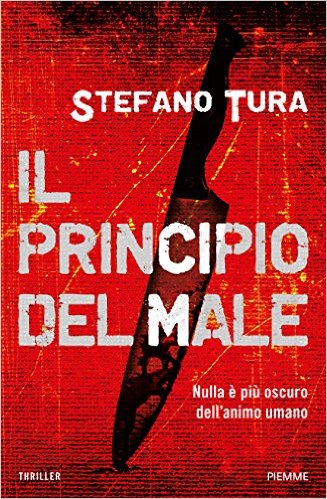 STEFANO TURA
IL
PRINCIPIO
DEL MALE
Nulla è più oscuro
dell'animo umano
THRILLER
PIEMME